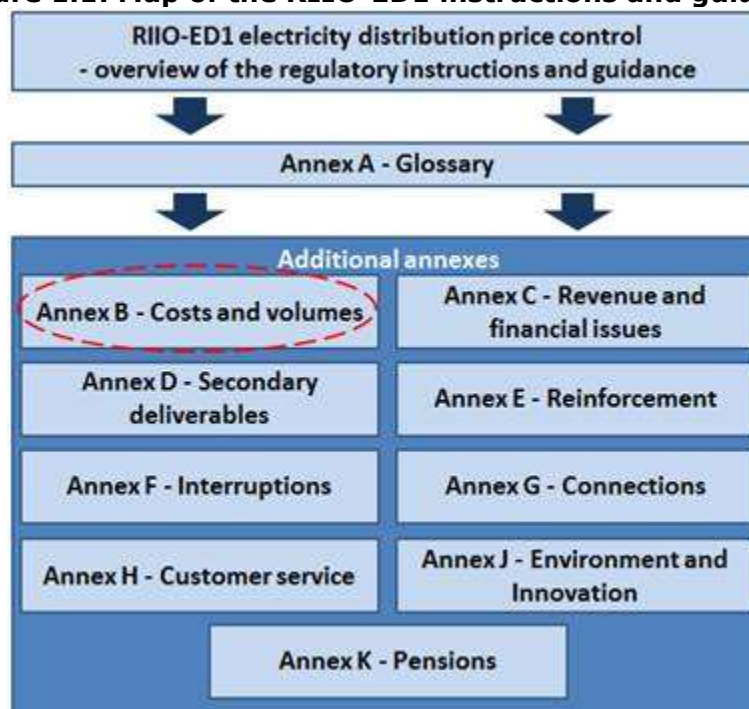 RIIO-ED1 electricity distribution price control
- overview of the regulatory instructions and guidance
Annex A - Glossary
Additional annexes
Annex B - Costs and volumes
Annex C - Revenue and
financial issues
Annex D - Secondary
deliverables
Annex E - Reinforcement
Annex F - Interruptions
Annex G - Connections
Annex H - Customer service
Annex J - Environment and
Innovation
Annex K - Pensions